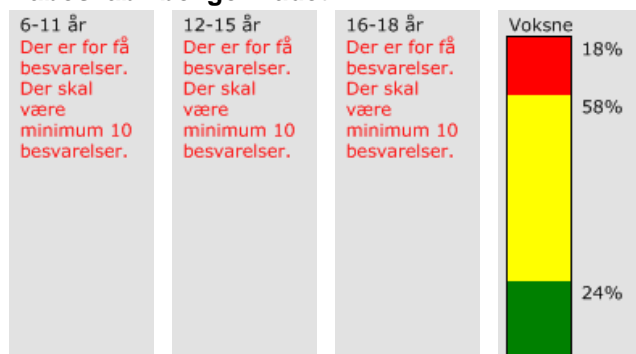 6-11 år
Der er for få
besvarelser.
Der skal
være
minimum 10
besvarelser.
12-15 år
Der er for få
besvarelser.
Der skal
være
minimum 10
besvarelser.
16-18 år
Der er for få
besvarelser.
Der skal
være
minimum 10
besvarelser.
Voksne
18%
58%
24%